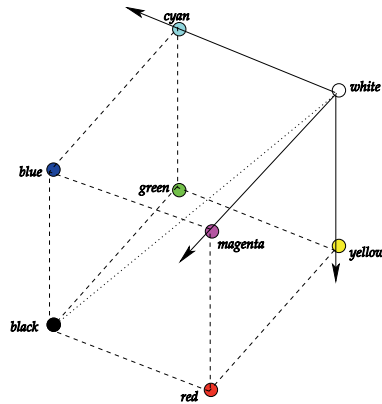 cyan
white
blue
green
magenta
yellow
black
red